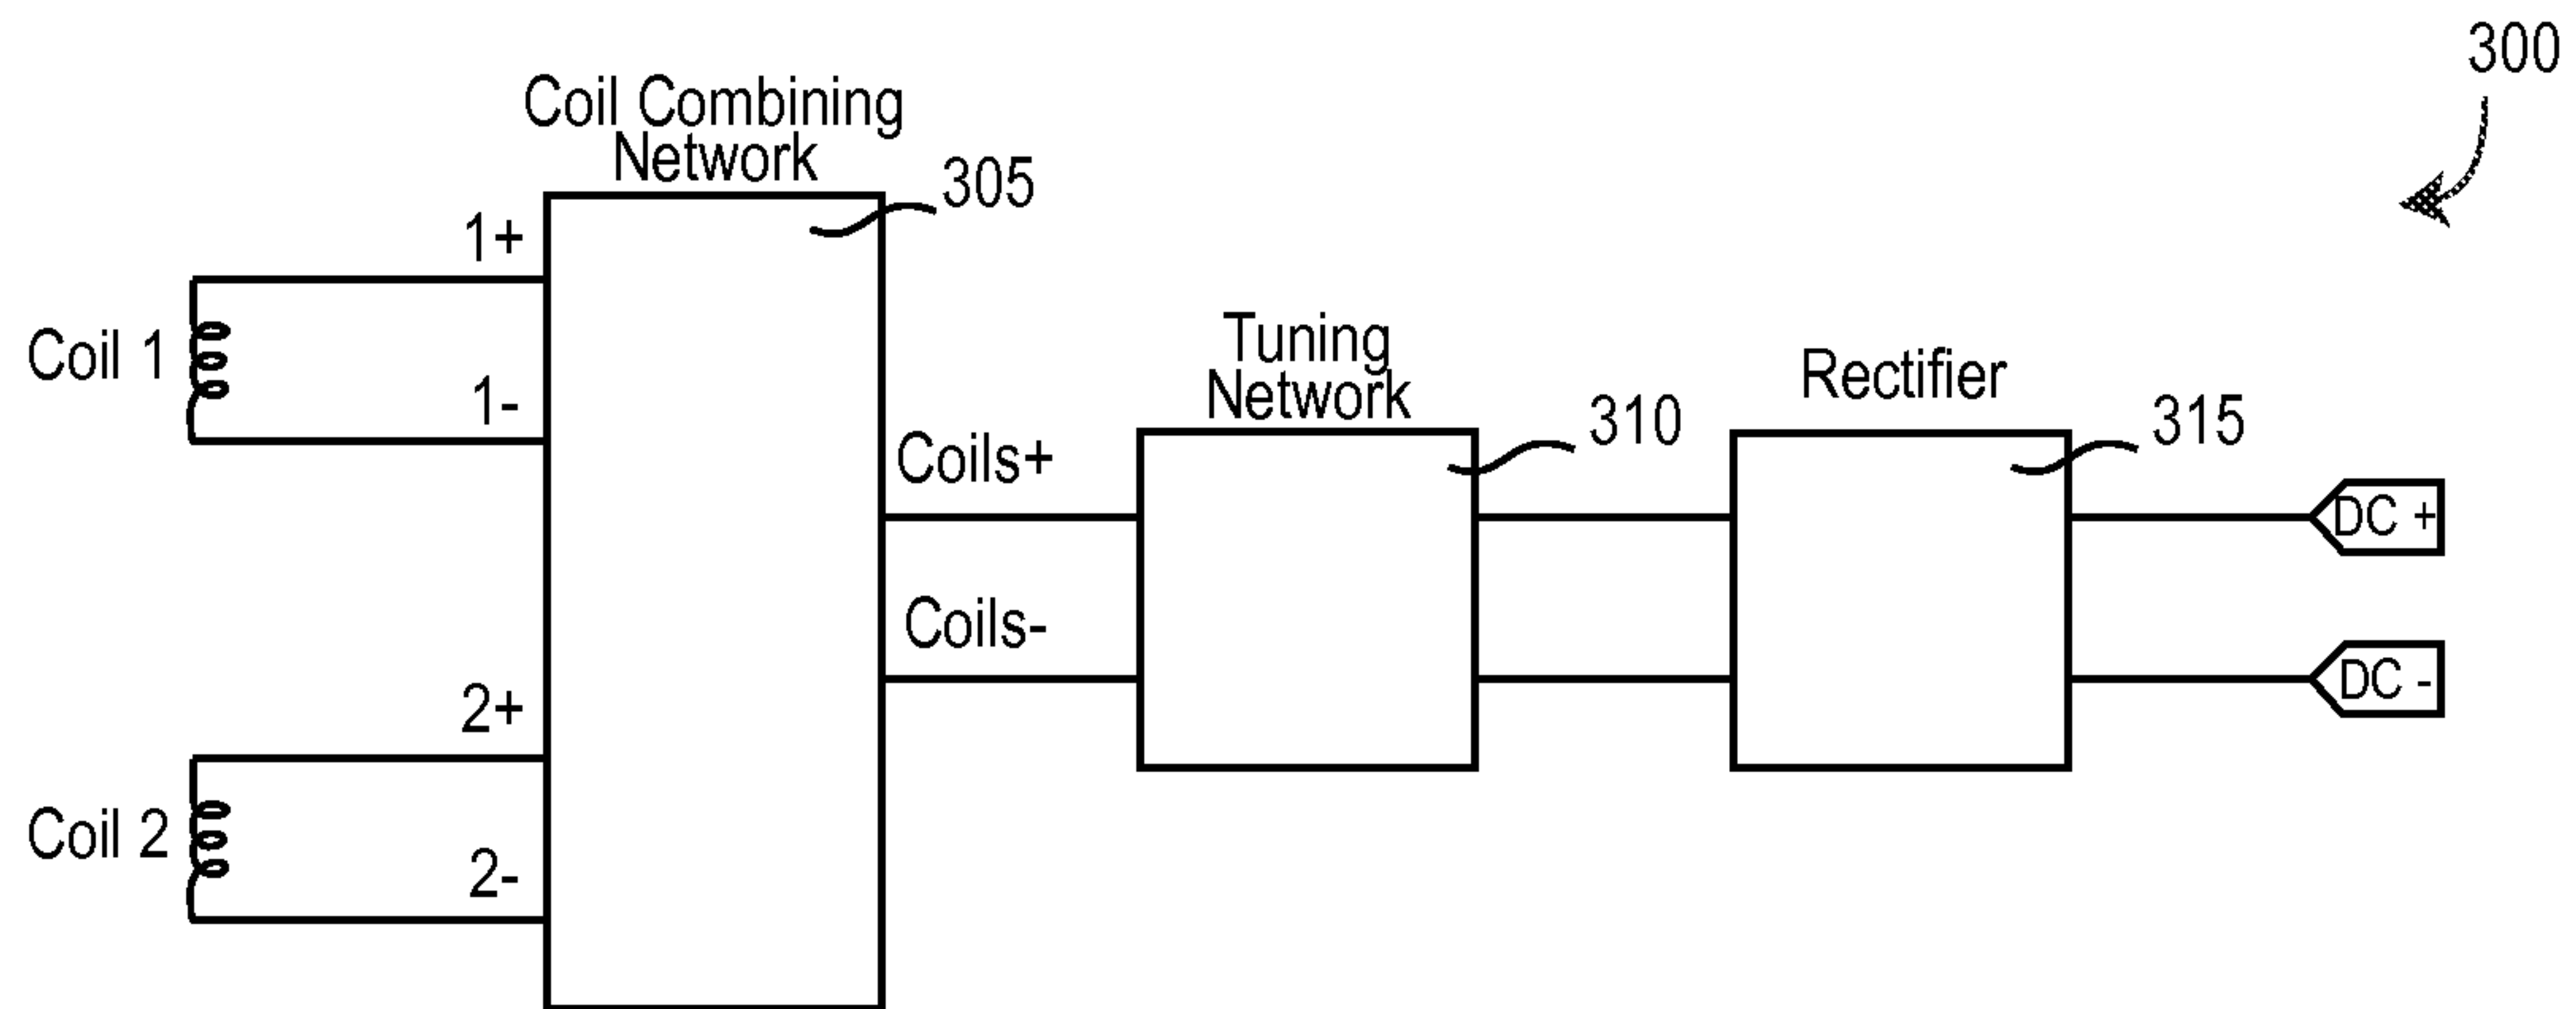 300
Coil Combining
Network
305
1+
Coil 1
1-
Tuning
Network
310
Rectifier
315
Coils+
DC +
Coils-
DC -
2+
Coil 2
2-